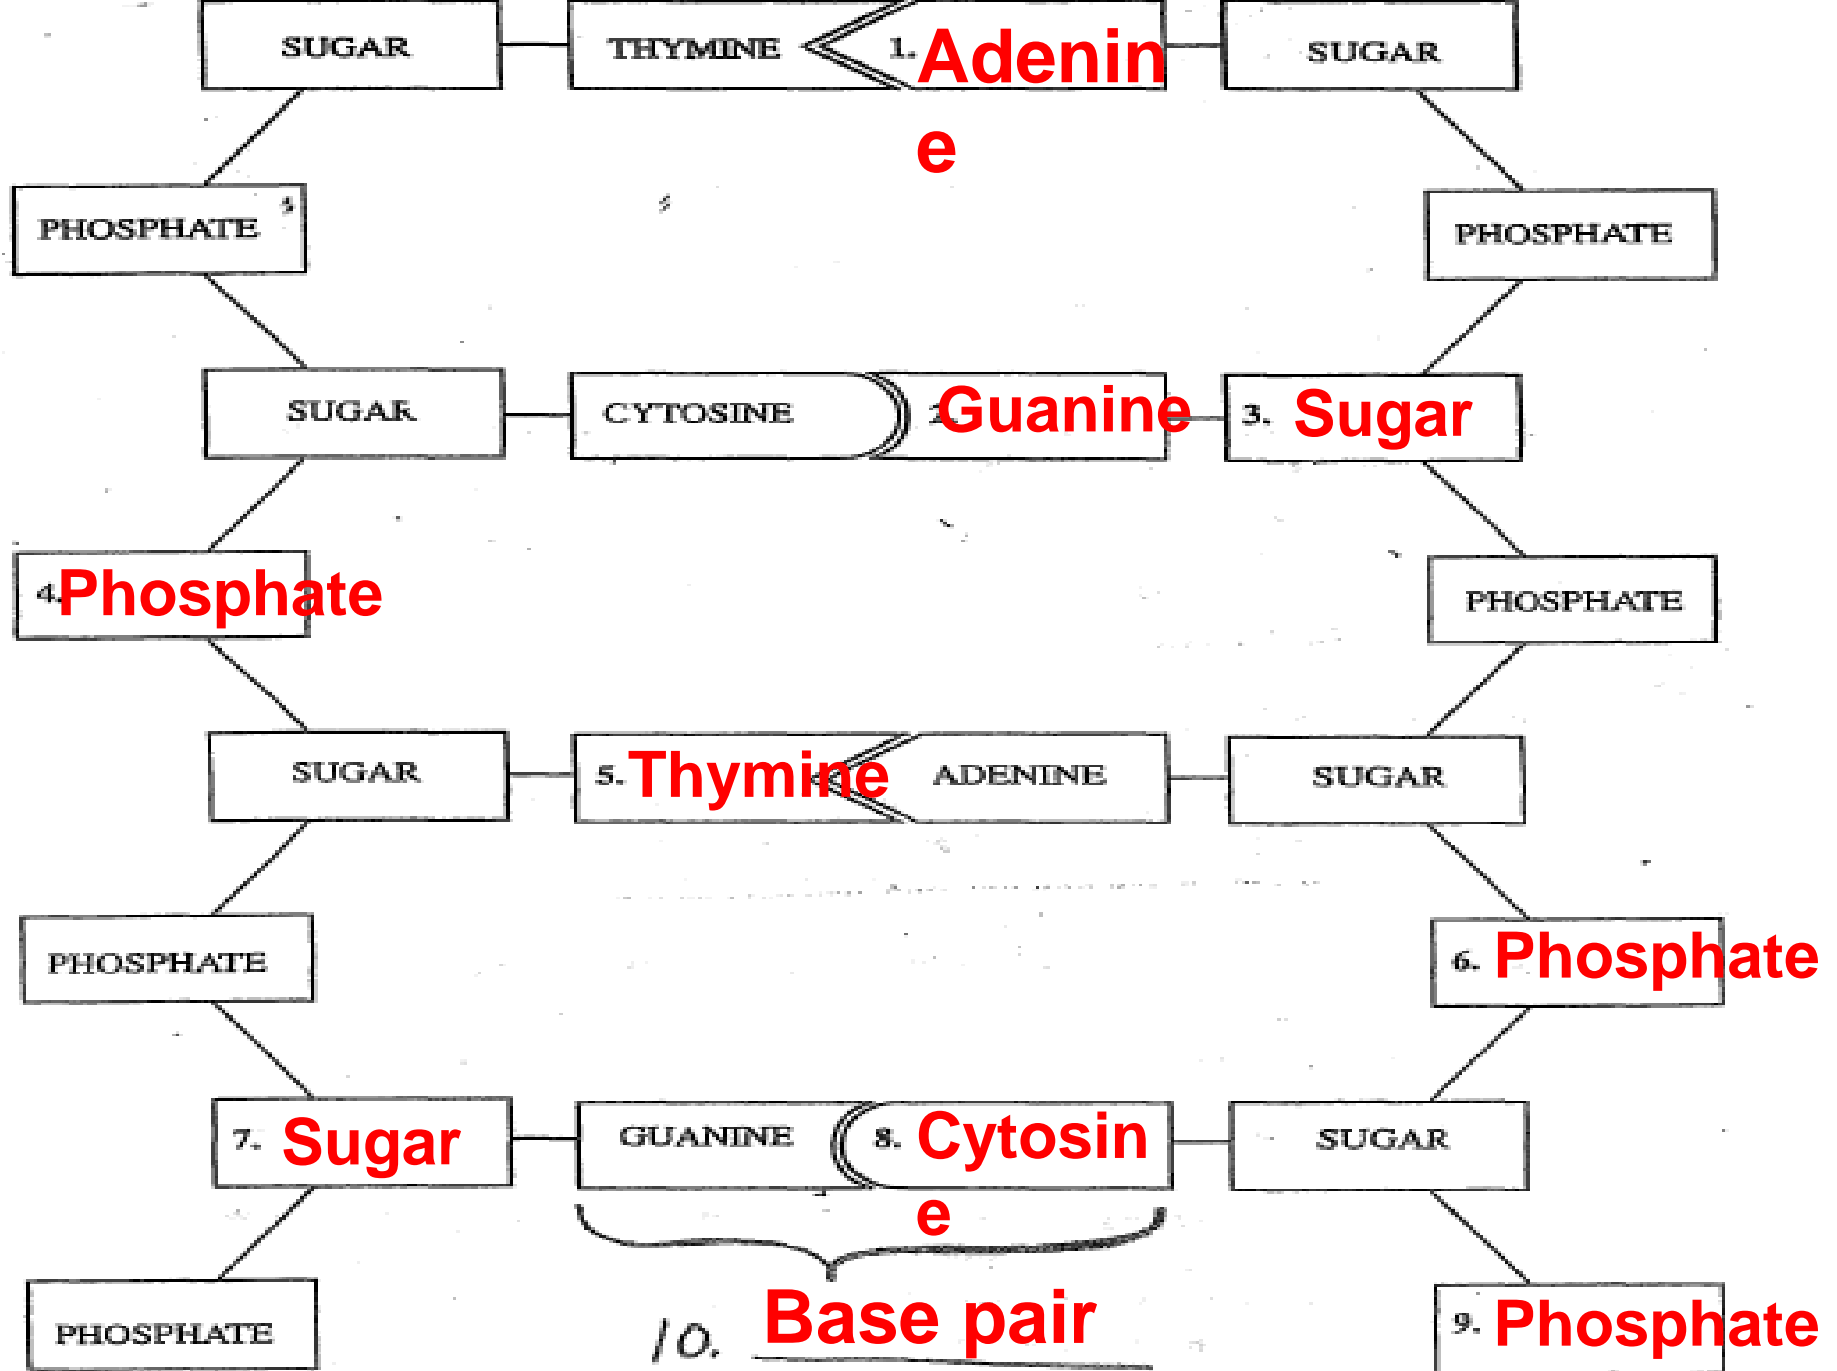 SUGAR THYMINE 1. Adenin SUGAR
e
PHOSPHATE PHOSPHATE
SUGAR CYTOSINE 2. Guanine 3. Sugar
4. Phosphate PHOSPHATE
SUGAR 5. Thymine ADENINE SUGAR
PHOSPHATE 6. Phosphate
7. Sugar GUANINE 8. Cytosin SUGAR
e
PHOSPHATE 10. Base pair 9. Phosphate